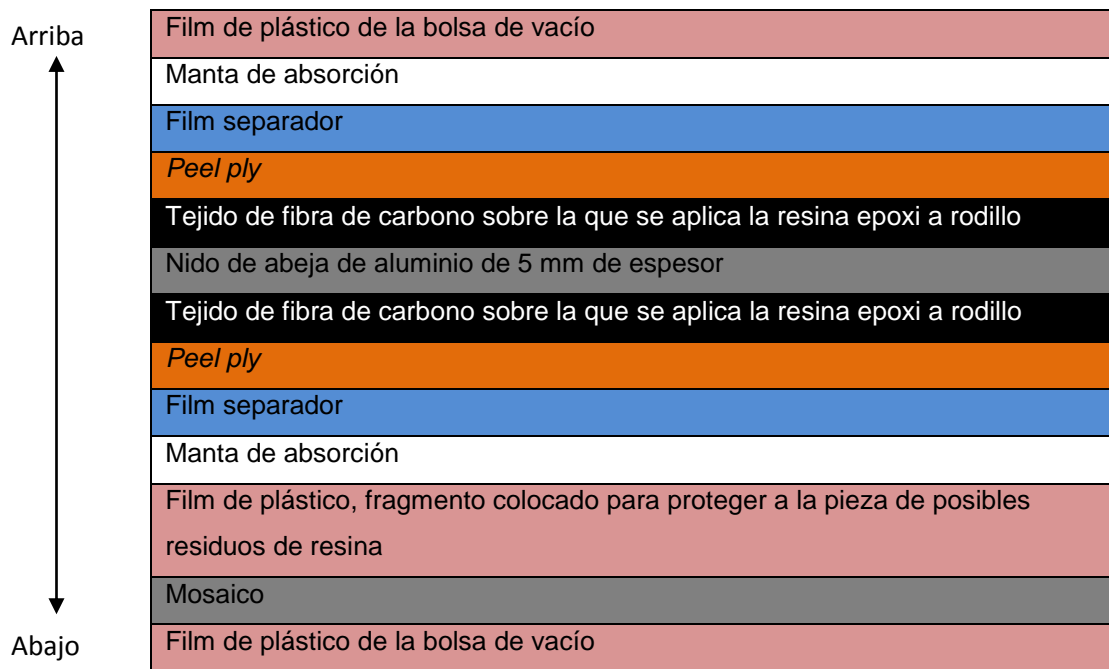 Arriba
Film de plástico de la bolsa de vacío
Manta de absorción
Film separador
Peel ply
Tejido de fibra de carbono sobre la que se aplica la resina epoxi a rodillo
Nido de abeja de aluminio de 5 mm de espesor
Tejido de fibra de carbono sobre la que se aplica la resina epoxi a rodillo
Peel ply
Film separador
Manta de absorción
Film de plástico, fragmento colocado para proteger a la pieza de posibles
residuos de resina
Mosaico
Abajo
Film de plástico de la bolsa de vacío